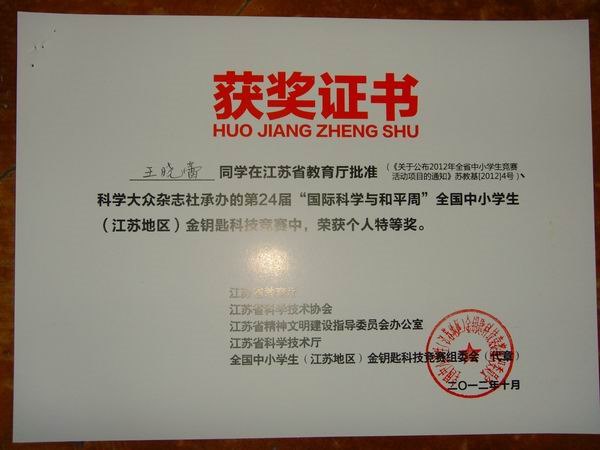 获奖证书
HUO JIANG ZHENG SHU
王晓 同学在江苏省教育厅批准（《关于公布2012年全省中小学生竞赛活动项目的通知》苏教基[2012]4号）、
科学大众杂志社承办的第24届“国际科学与和平周”全国中小学生
（江苏地区）金钥匙科技竞赛中，荣获个人特等奖。
江苏省教育厅
江苏省科学技术协会
江苏省精神文明建设指导委员会办公室
江苏省科学技术厅
全国中小学生（江苏地区）金钥匙科技竞赛组委会（代章）
二〇一二年十月